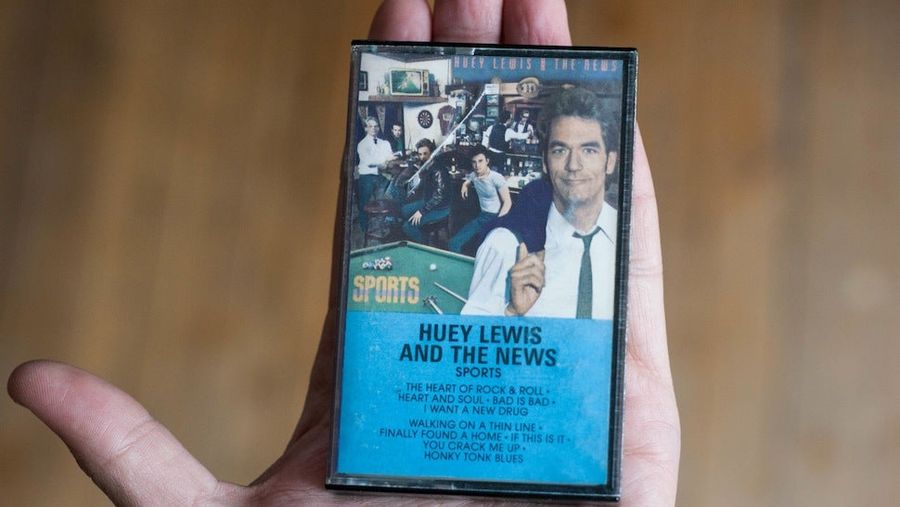 HUEY LEWIS & THE NEWS
SPORTS
HUEY LEWIS
AND THE NEWS
SPORTS
THE HEART OF ROCK & ROLL •
HEART AND SOUL • BAD IS BAD •
I WANT A NEW DRUG
WALKING ON A THIN LINE •
FINALLY FOUND A HOME • IF THIS IS IT •
YOU CRACK ME UP •
HONKY TONK BLUES